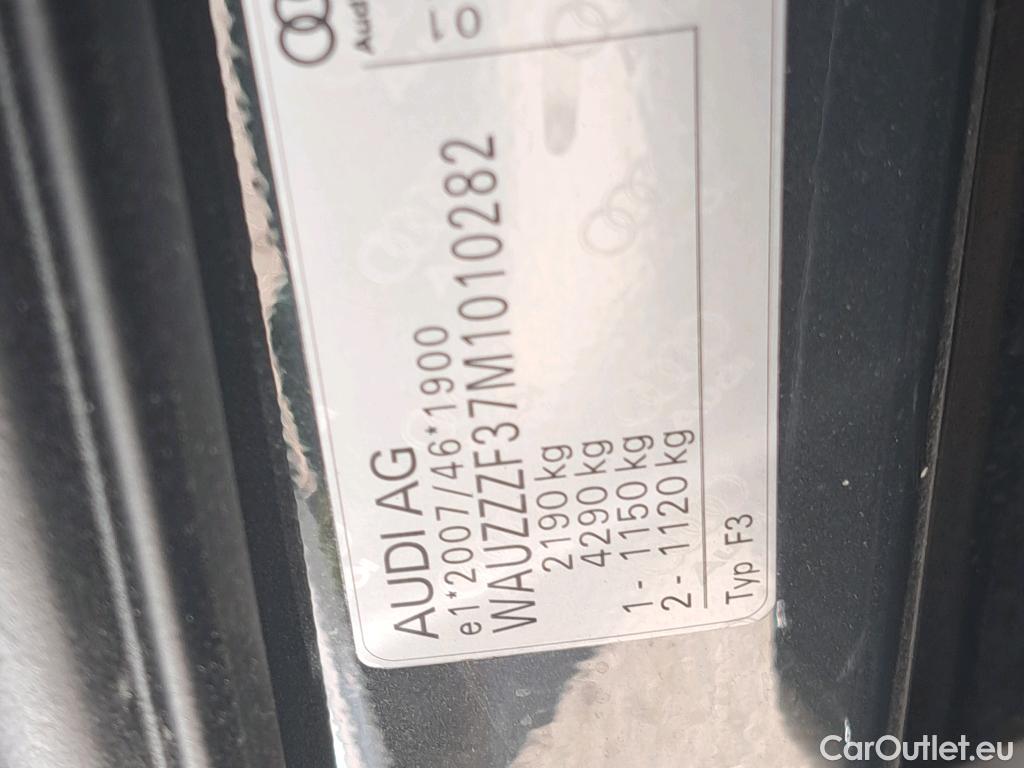 AUDI AG
e1*2007/46*1900
WAUZZZF37M1010282
2190 kg
4290 kg
1- 1150 kg
2- 1120 kg
Typ F3
Aud
CarOutlet.eu